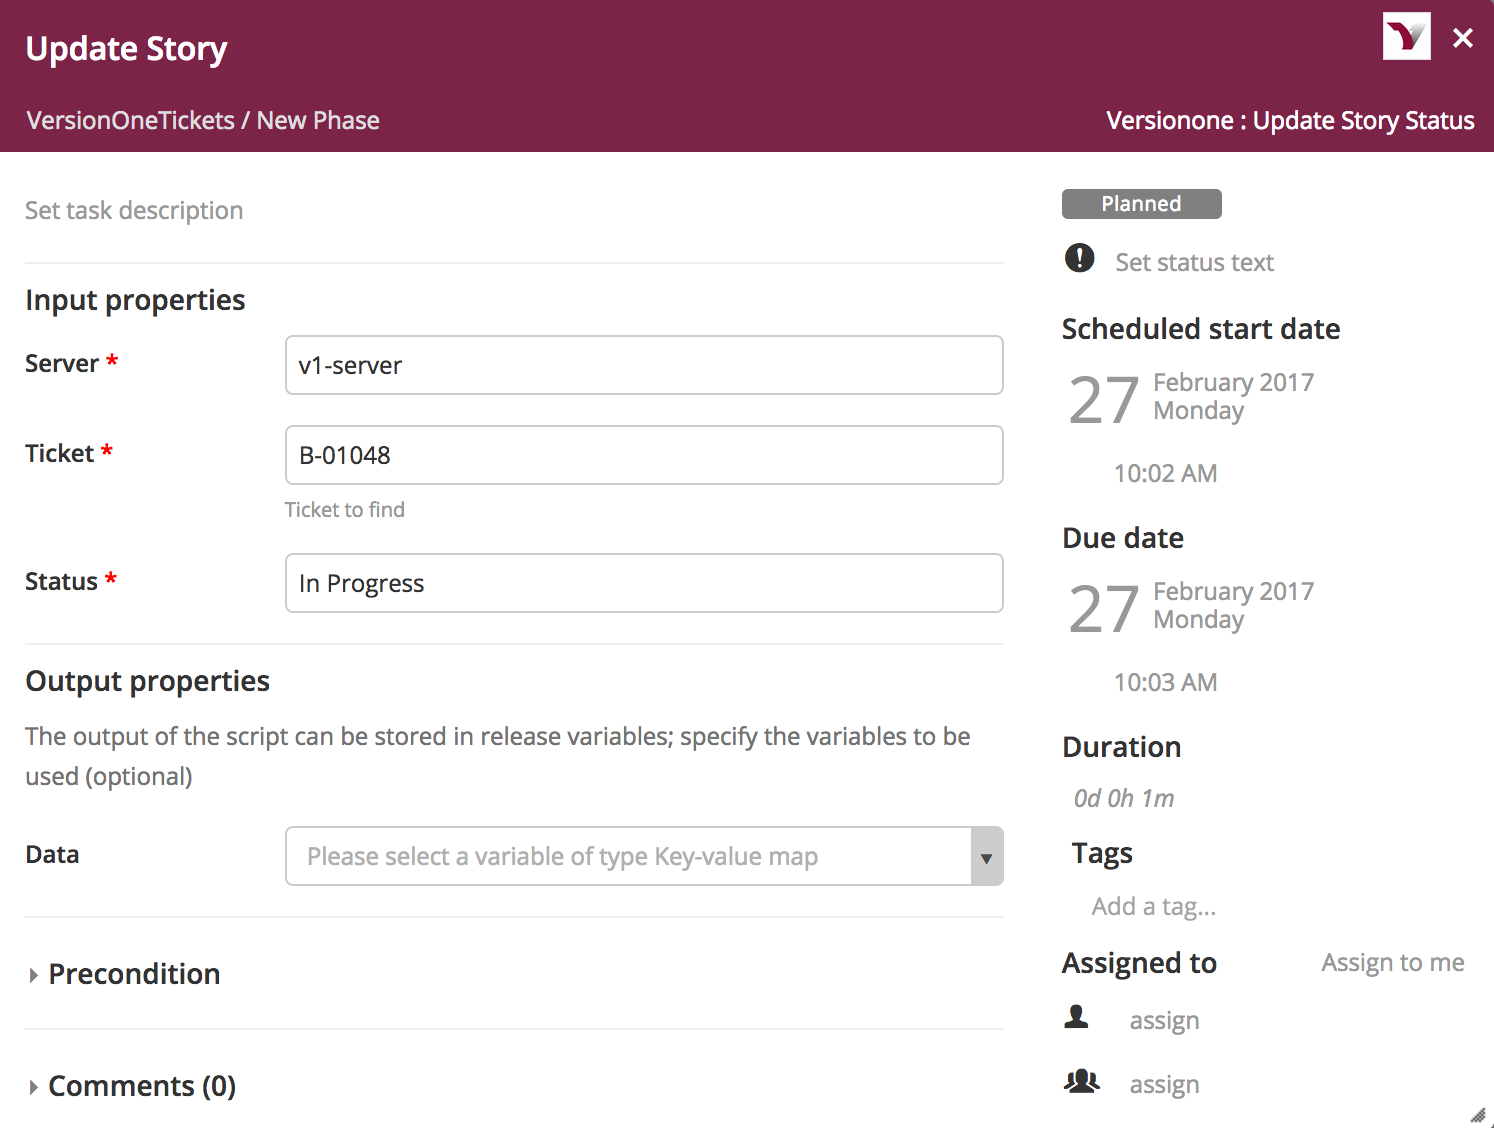 Update Story
VersionOneTickets / New Phase
Versionone : Update Story Status
Set task description
Input properties
Server *
v1-server
Ticket *
B-01048
Ticket to find
Status *
In Progress
Output properties
The output of the script can be stored in release variables; specify the variables to be
used (optional)
Data
Please select a variable of type Key-value map
Precondition
Comments (0)
Planned
Set status text
Scheduled start date
27
February 2017
Monday
10:02 AM
Due date
27
February 2017
Monday
10:03 AM
Duration
0d 0h 1m
Tags
Add a tag...
Assigned to
Assign to me
assign
assign